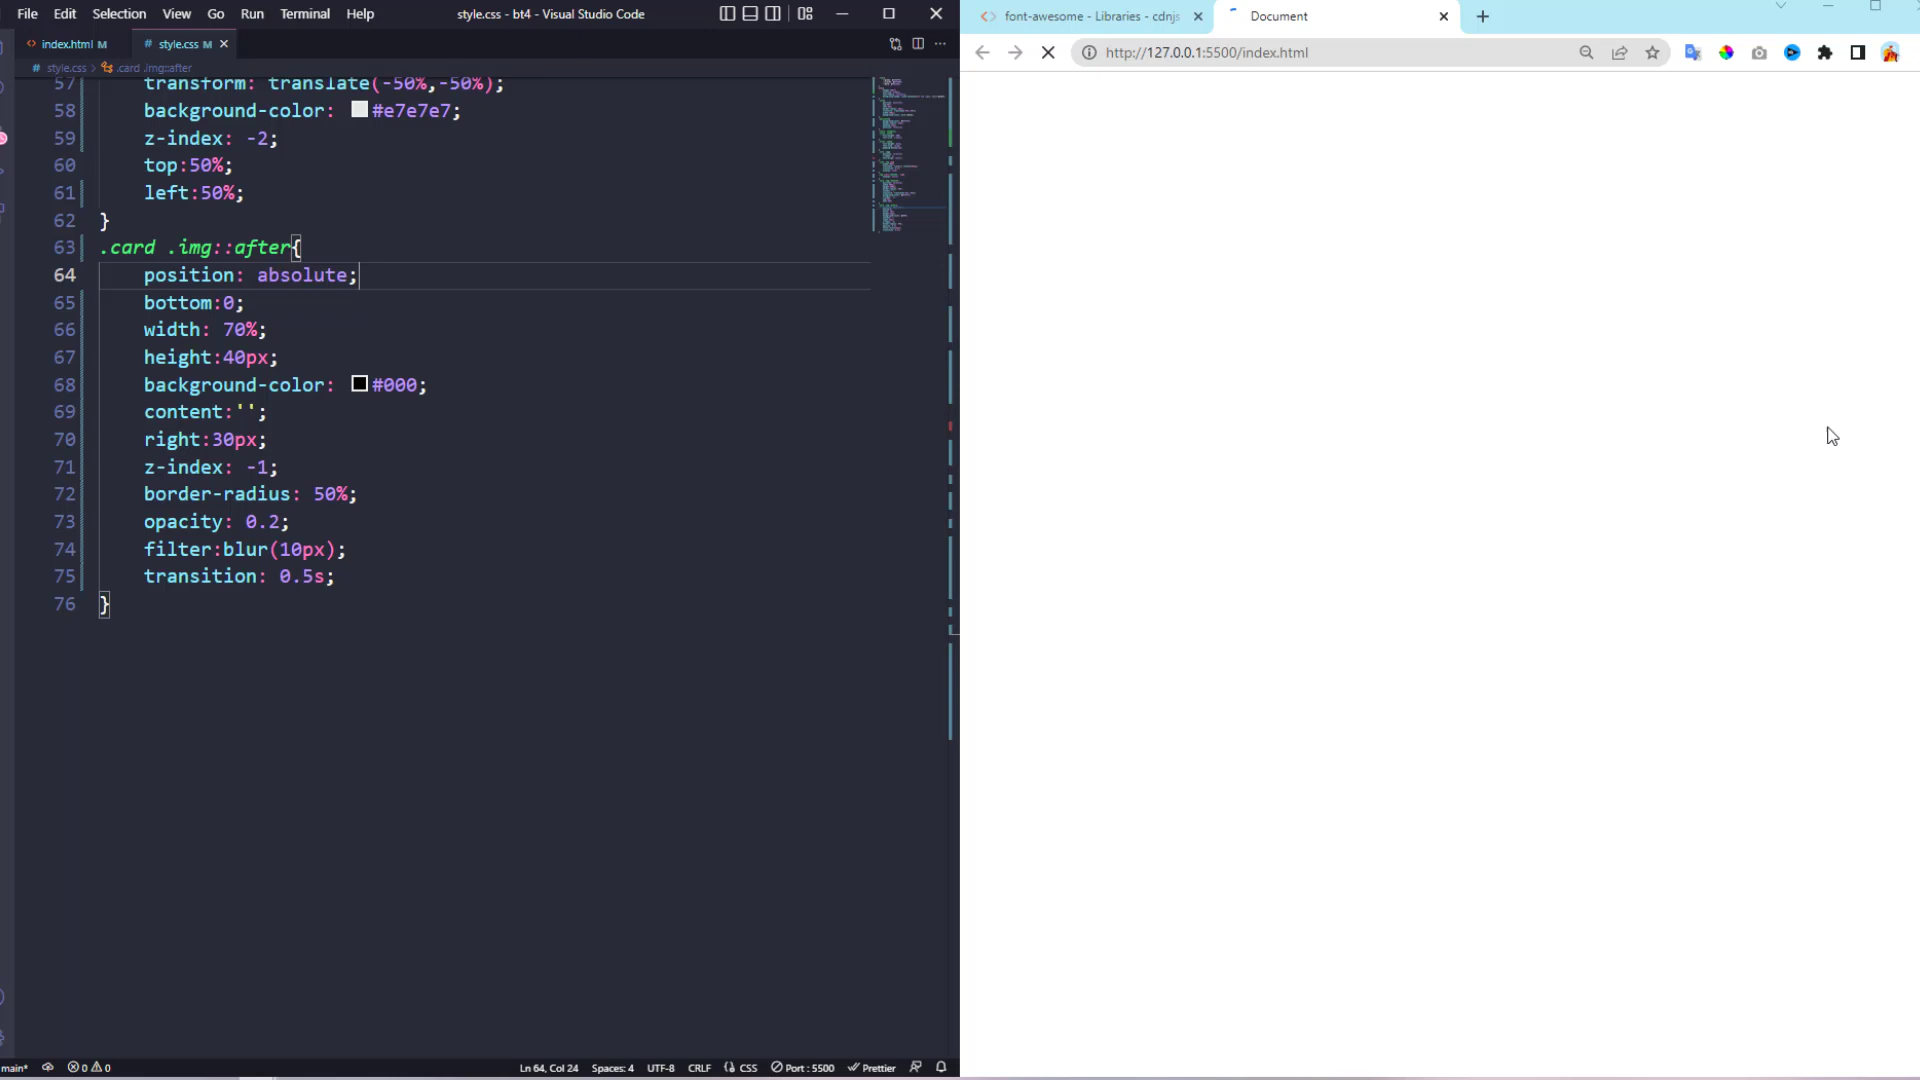 File Edit Selection View Go Run Terminal Help style.css - bt4 - Visual Studio Code
font-awesome - Libraries - cdnjs
Document
index.html M
style.css M
http://127.0.0.1:5500/index.html
style.css > .card .img::after
57 transform: translate(-50%,-50%);
58 background-color: #e7e7e7;
59 z-index: -2;
60 top:50%;
61 left:50%;
62 }
63 .card .img::after{
64 position: absolute;
65 bottom:0;
66 width: 70%;
67 height:40px;
68 background-color: #000;
69 content:'';
70 right:30px;
71 z-index: -1;
72 border-radius: 50%;
73 opacity: 0.2;
74 filter:blur(10px);
75 transition: 0.5s;
76 }
main* 0 0 Ln 64, Col 24 Spaces: 4 UTF-8 CRLF CSS Port : 5500 Prettier